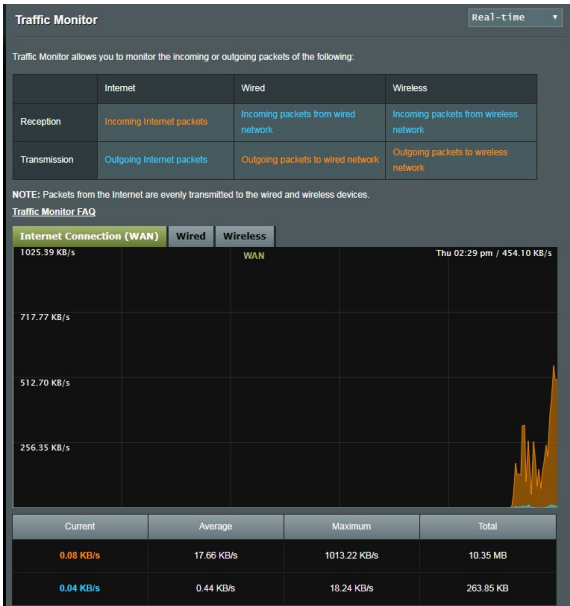 Traffic Monitor
Real-time
Traffic Monitor allows you to monitor the incoming or outgoing packets of the following:
Internet Wired Wireless
Reception Incoming Internet packets Incoming packets from wired network Incoming packets from wireless network
Transmission Outgoing Internet packets Outgoing packets to wired network Outgoing packets to wireless network
NOTE: Packets from the Internet are evenly transmitted to the wired and wireless devices.
Traffic Monitor FAQ
Internet Connection (WAN) Wired Wireless
1025.39 KB/s WAN Thu 02:29 pm / 454.10 KB/s
717.77 KB/s
512.70 KB/s
256.35 KB/s
Current Average Maximum Total
0.08 KB/s 17.66 KB/s 1013.22 KB/s 10.35 MB
0.04 KB/s 0.44 KB/s 18.24 KB/s 263.85 KB